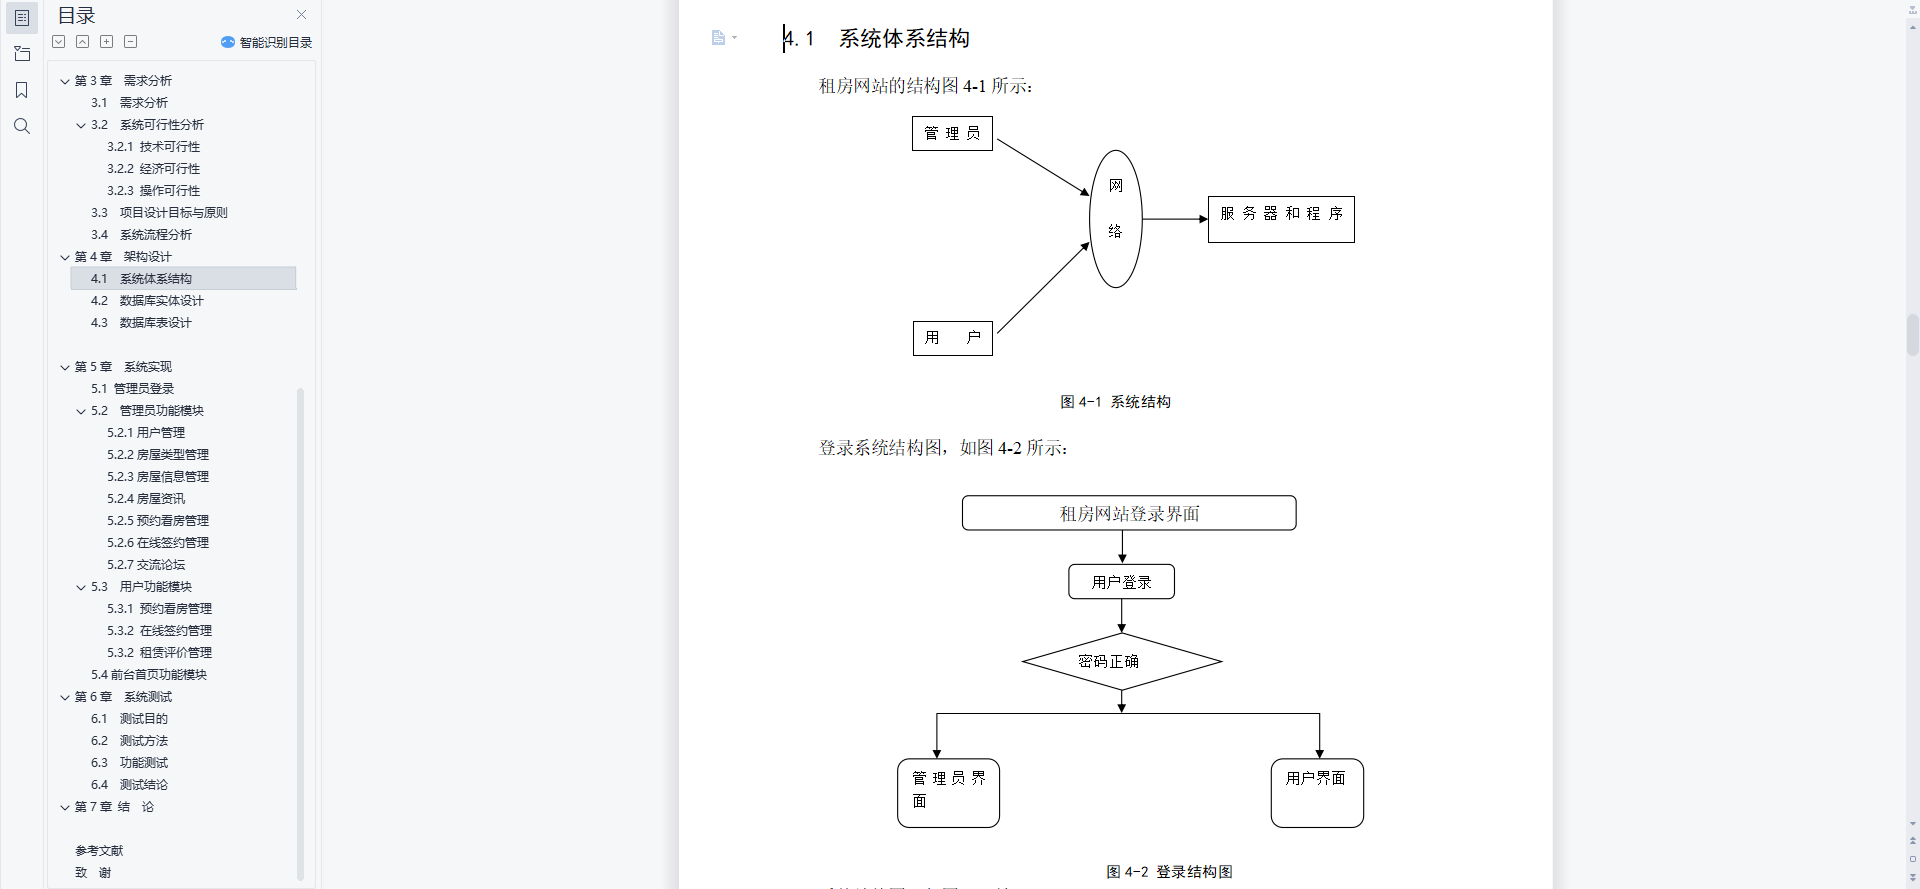 目录
智能识别目录
第 3 章 需求分析
3.1 需求分析
3.2 系统可行性分析
3.2.1 技术可行性
3.2.2 经济可行性
3.2.3 操作可行性
3.3 项目设计目标与原则
3.4 系统流程分析
第 4 章 架构设计
4.1 系统体系结构
4.2 数据库实体设计
4.3 数据库表设计
第 5 章 系统实现
5.1 管理员登录
5.2 管理员功能模块
5.2.1 用户管理
5.2.2 房屋类型管理
5.2.3 房屋信息管理
5.2.4 房屋资讯
5.2.5 预约看房管理
5.2.6 在线签约管理
5.2.7 交流论坛
5.3 用户功能模块
5.3.1 预约看房管理
5.3.2 在线签约管理
5.3.2 租赁评价管理
5.4 前台首页功能模块
第 6 章 系统测试
6.1 测试目的
6.2 测试方法
6.3 功能测试
6.4 测试结论
第 7 章 结 论
参考文献
致 谢
4.1 系统体系结构
租房网站的结构图 4-1 所示：
管 理 员
网
络
服 务 器 和 程 序
用 户
图 4-1 系统结构
登录系统结构图，如图 4-2 所示：
租房网站登录界面
用户登录
密码正确
管 理 员 界
面
用户界面
图 4-2 登录结构图